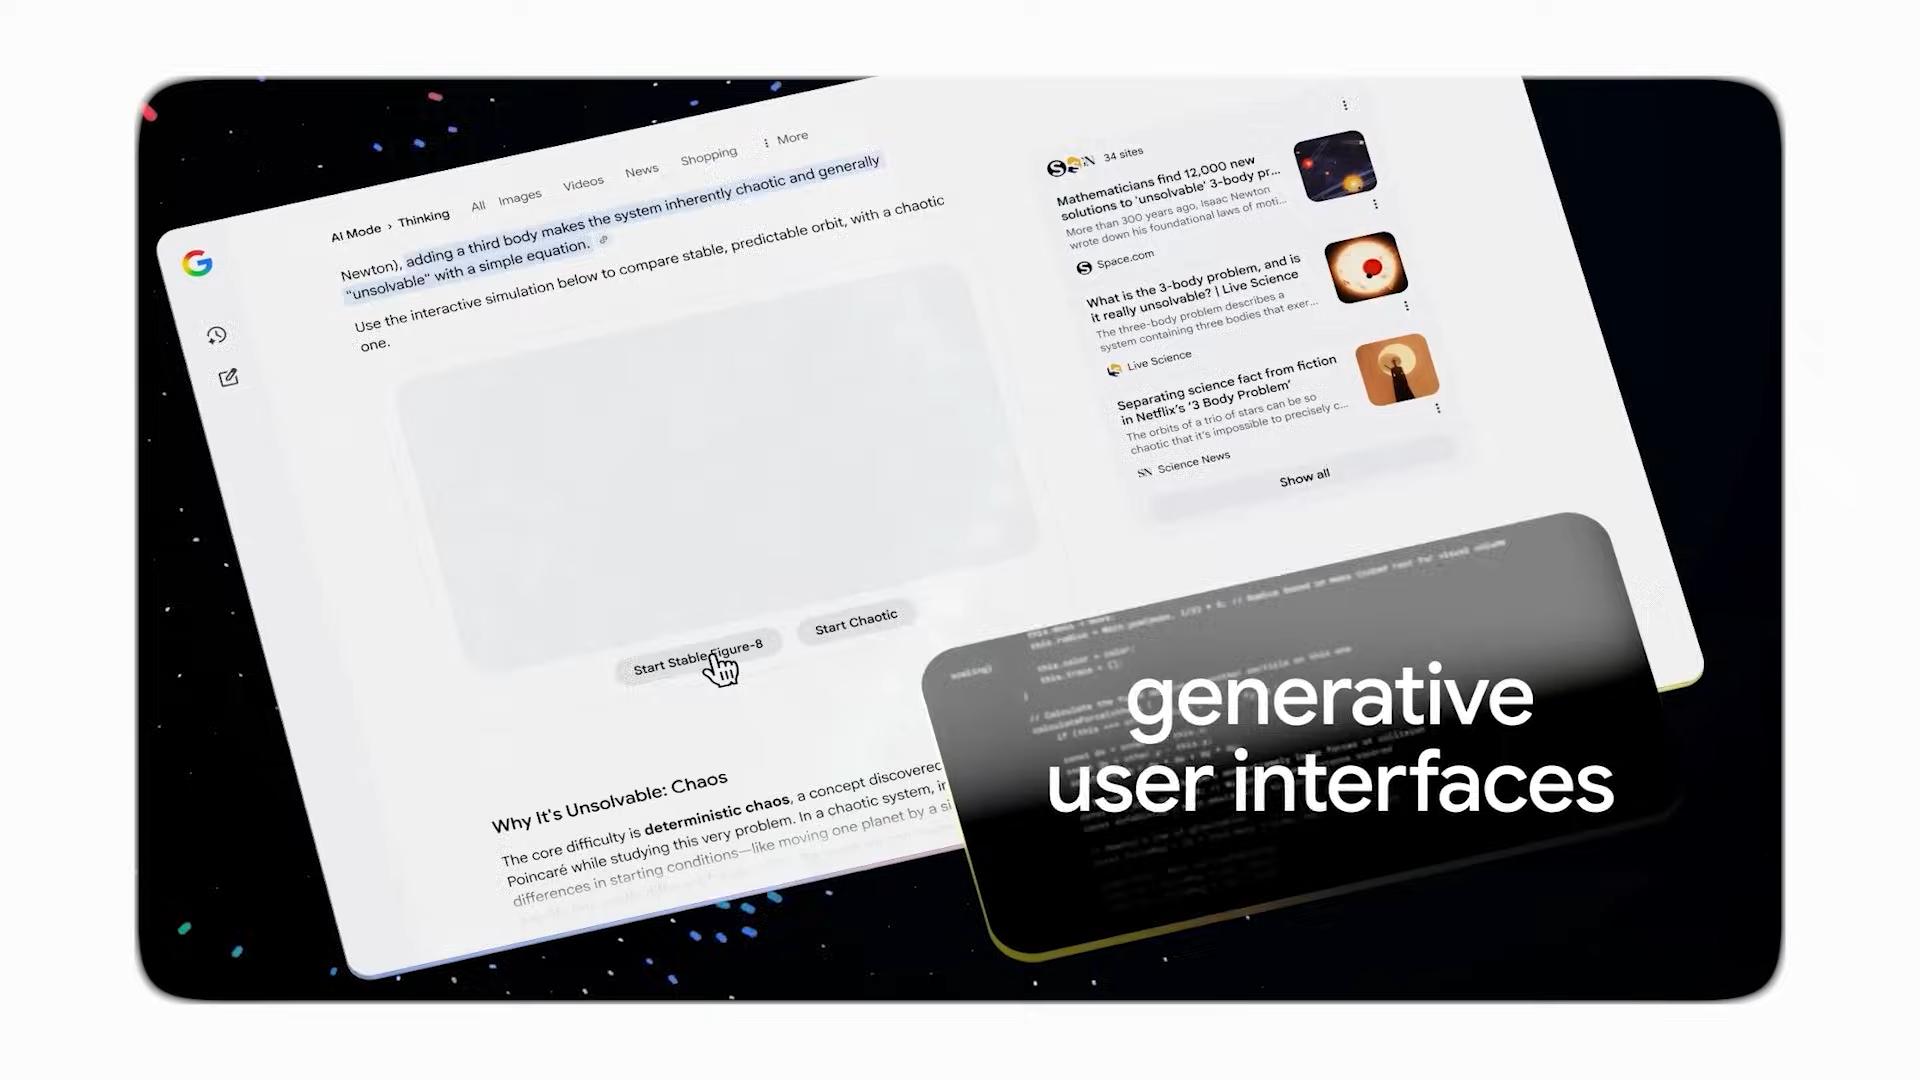 AI Mode › Thinking All Images Videos News Shopping More
Newton), adding a third body makes the system inherently chaotic and generally
"unsolvable" with a simple equation.
Use the interactive simulation below to compare stable, predictable orbit, with a chaotic
one.
Start Stable Figure-8
Start Chaotic
Why It's Unsolvable: Chaos
The core difficulty is deterministic chaos, a concept discovered
Poincaré while studying this very problem. In a chaotic system,
differences in starting conditions—like moving one planet by a
34 sites
Mathematicians find 12,000 new
solutions to 'unsolvable' 3-body pr...
More than 300 years ago, Isaac Newton
wrote down his foundational laws of moti...
Space.com
What is the 3-body problem, and is
it really unsolvable? | Live Science
The three-body problem describes a
system containing three bodies that exer...
Live Science
Separating science fact from fiction
in Netflix's '3 Body Problem'
The orbits of a trio of stars can be so
chaotic that it's impossible to precisely c...
SN Science News
Show all
this.color = color;
this.trace = [];
generative
user interfaces